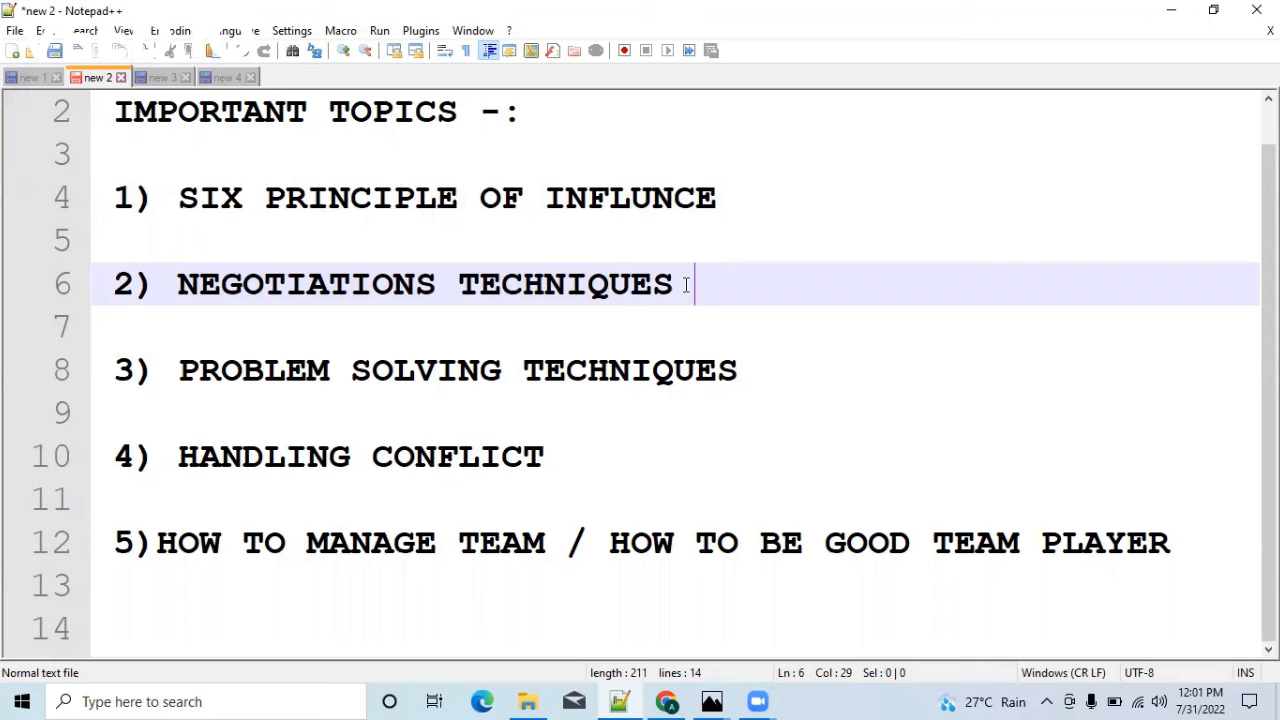 *new 2 - Notepad++
File Settings Macro Run Plugins Window X
new 1 new 2 new 3 new 4
2 IMPORTANT TOPICS -:
3
4 1) SIX PRINCIPLE OF INFLUNCE
5
6 2) NEGOTIATIONS TECHNIQUES
7
8 3) PROBLEM SOLVING TECHNIQUES
9
10 4) HANDLING CONFLICT
11
12 5)HOW TO MANAGE TEAM / HOW TO BE GOOD TEAM PLAYER
13
14
Normal text file length : 211 lines : 14 Ln : 6 Col : 29 Sel : 0 | 0 Windows (CR LF) UTF-8 INS
Type here to search 27°C Rain 12:01 PM
7/31/2022